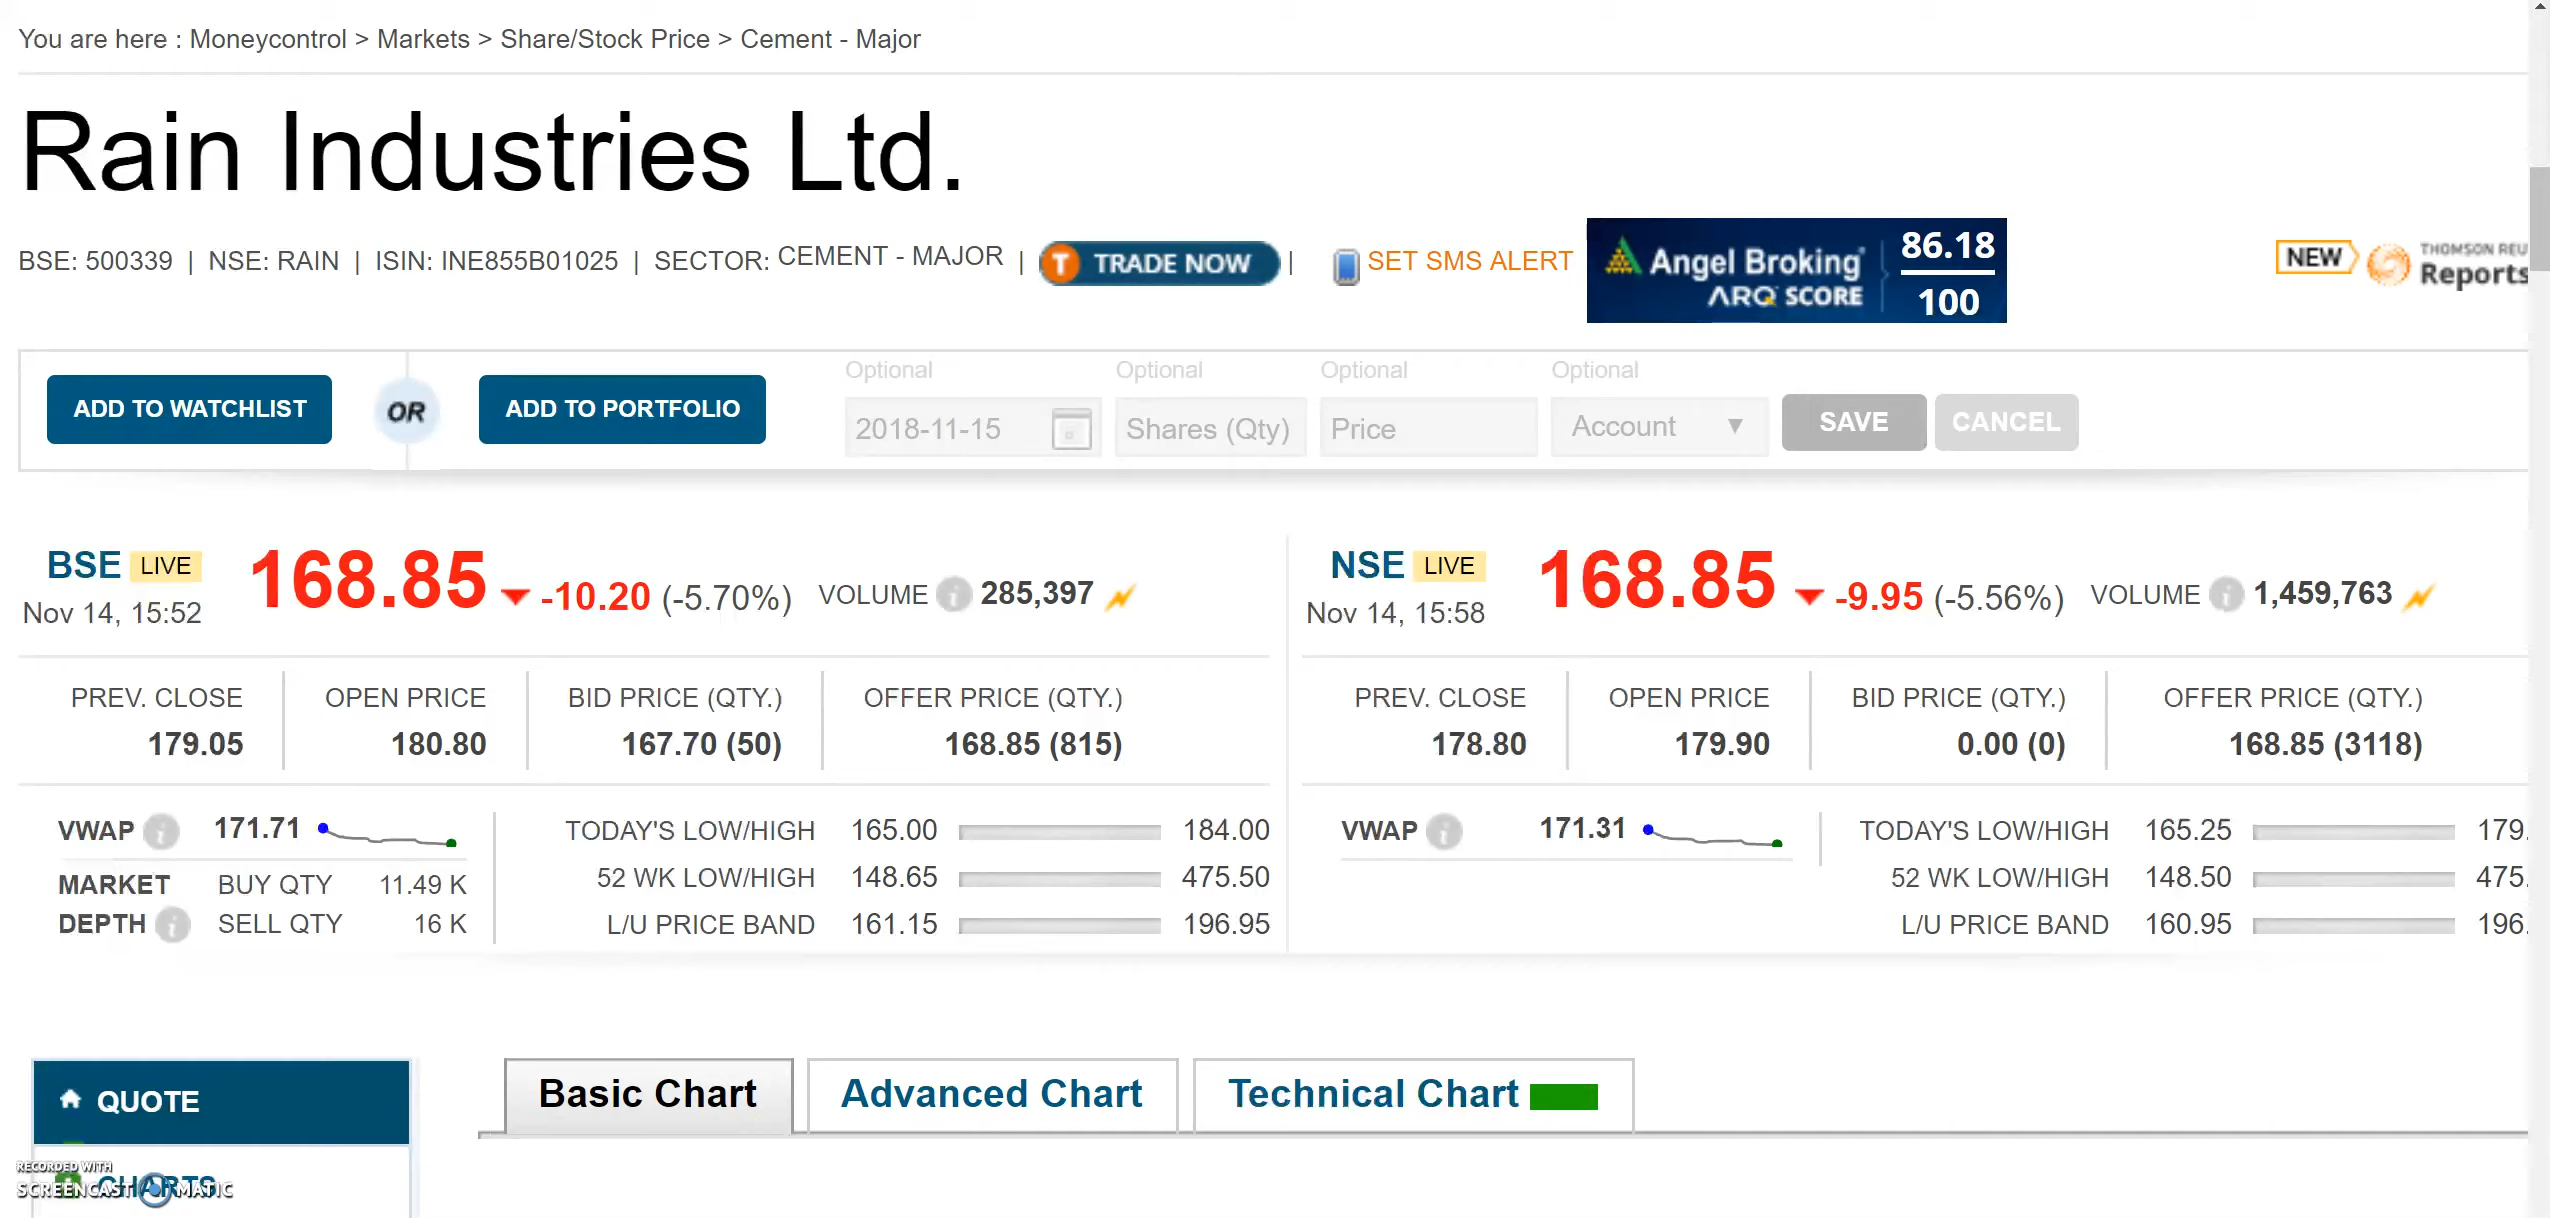 You are here : Moneycontrol > Markets > Share/Stock Price > Cement - Major
Rain Industries Ltd.
BSE: 500339 | NSE: RAIN | ISIN: INE855B01025 | SECTOR: CEMENT - MAJOR | T TRADE NOW | SET SMS ALERT
Angel Broking ARQ SCORE 86.18 100
NEW THOMSON REU
Reports
ADD TO WATCHLIST OR ADD TO PORTFOLIO
Optional Optional Optional Optional
2018-11-15 Shares (Qty) Price Account SAVE CANCEL
BSE LIVE 168.85 -10.20 (-5.70%) VOLUME 285,397
Nov 14, 15:52
PREV. CLOSE OPEN PRICE BID PRICE (QTY.) OFFER PRICE (QTY.)
179.05 180.80 167.70 (50) 168.85 (815)
VWAP 171.71
MARKET DEPTH
BUY QTY 11.49 K
SELL QTY 16 K
TODAY'S LOW/HIGH 165.00 184.00
52 WK LOW/HIGH 148.65 475.50
L/U PRICE BAND 161.15 196.95
NSE LIVE 168.85 -9.95 (-5.56%) VOLUME 1,459,763
Nov 14, 15:58
PREV. CLOSE OPEN PRICE BID PRICE (QTY.) OFFER PRICE (QTY.)
178.80 179.90 0.00 (0) 168.85 (3118)
VWAP 171.31
TODAY'S LOW/HIGH 165.25 179.
52 WK LOW/HIGH 148.50 475.
L/U PRICE BAND 160.95 196.
QUOTE
CHARTS
Basic Chart Advanced Chart Technical Chart
RECORDED WITH
SCREENCAST MATIC